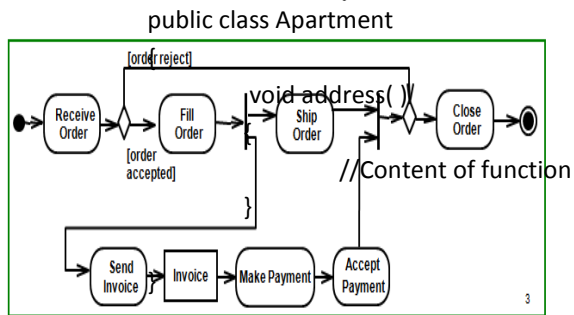 public class Apartment
{
[order reject]
void address( )/
Receive Order
Fill Order
{
Ship Order
Close Order
[order accepted]
//Content of function
}
Send Invoice
}
Invoice
Make Payment
Accept Payment
3